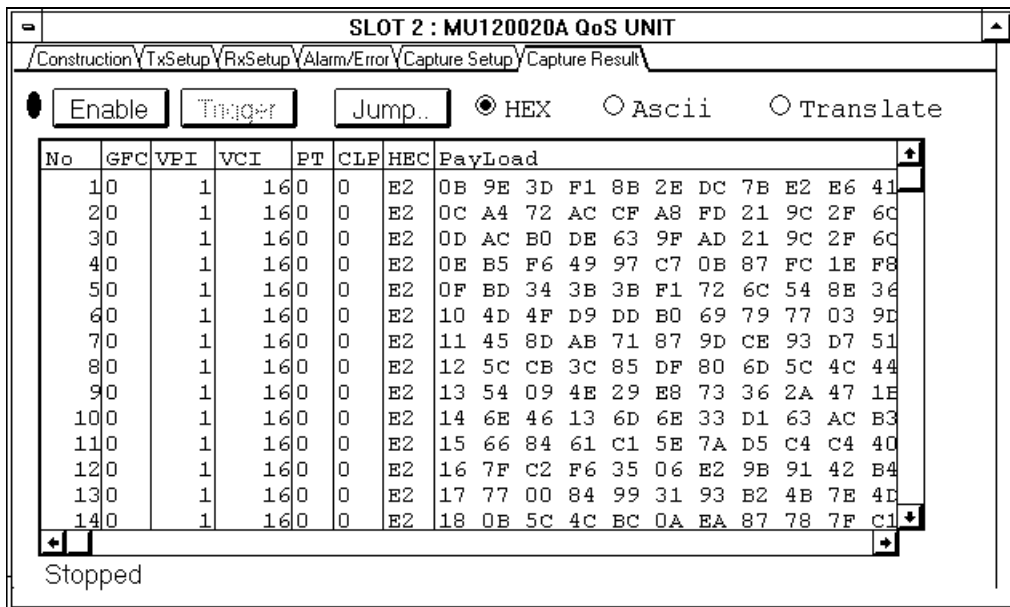 SLOT 2 : MU120020A QoS UNIT
Construction TxSetup RxSetup Alarm/Error Capture Setup Capture Result
Enable Trigger Jump.. HEX Ascii Translate
No GFC VPI VCI PT CLP HEC PayLoad
1 0 1 16 0 0 E2 0B 9E 3D F1 8B 2E DC 7B E2 E6 41
2 0 1 16 0 0 E2 0C A4 72 AC CF A8 FD 21 9C 2F 6C
3 0 1 16 0 0 E2 0D AC B0 DE 63 9F AD 21 9C 2F 6C
4 0 1 16 0 0 E2 0E B5 F6 49 97 C7 0B 87 FC 1E F8
5 0 1 16 0 0 E2 0F BD 34 3B 3B F1 72 6C 54 8E 36
6 0 1 16 0 0 E2 10 4D 4F D9 DD B0 69 79 77 03 9D
7 0 1 16 0 0 E2 11 45 8D AB 71 87 9D CE 93 D7 51
8 0 1 16 0 0 E2 12 5C CB 3C 85 DF 80 6D 5C 4C 44
9 0 1 16 0 0 E2 13 54 09 4E 29 E8 73 36 2A 47 1E
10 0 1 16 0 0 E2 14 6E 46 13 6D 6E 33 D1 63 AC B3
11 0 1 16 0 0 E2 15 66 84 61 C1 5E 7A D5 C4 C4 40
12 0 1 16 0 0 E2 16 7F C2 F6 35 06 E2 9B 91 42 B4
13 0 1 16 0 0 E2 17 77 00 84 99 31 93 B2 4B 7E 4D
14 0 1 16 0 0 E2 18 0B 5C 4C BC 0A EA 87 78 7F C1
Stopped